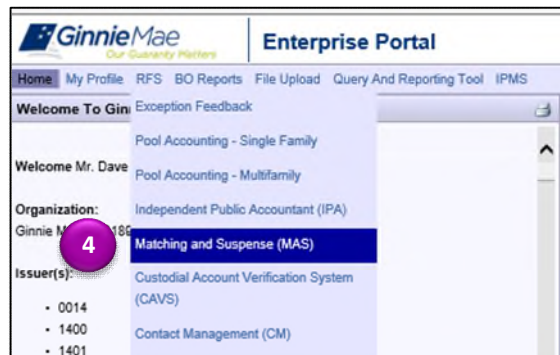 GinnieMae
Our Guaranty Matters
Enterprise Portal
Home My Profile RFS BO Reports File Upload Query And Reporting Tool IPMS
Welcome To Gin
Exception Feedback
Pool Accounting - Single Family
Welcome Mr. Dave
Pool Accounting - Multifamily
Organization:
Independent Public Accountant (IPA)
Ginnie M 189
4
Matching and Suspense (MAS)
Issuer(s):
Custodial Account Verification System
(CAVS)
• 0014
• 1400
Contact Management (CM)
• 1401